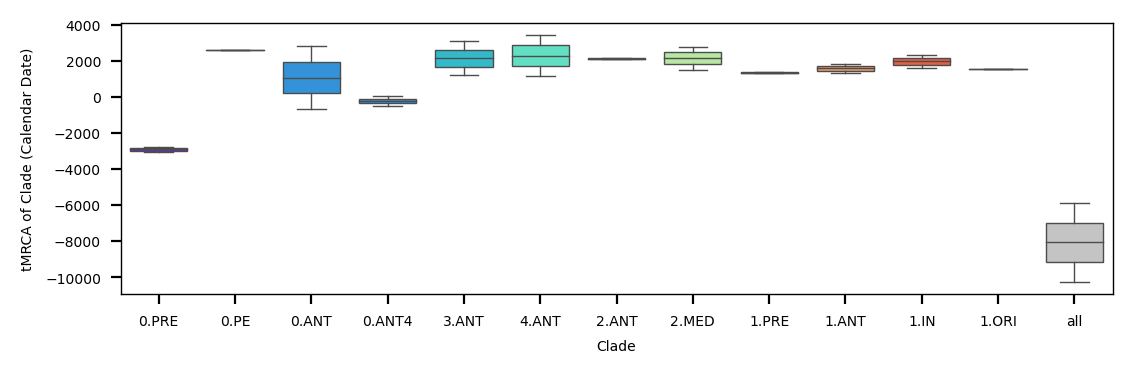 tMRCA of Clade (Calendar Date)
4000
2000
0
−2000
−4000
−6000
−8000
−10000
0.PRE 0.PE 0.ANT 0.ANT4 3.ANT 4.ANT 2.ANT 2.MED 1.PRE 1.ANT 1.IN 1.ORI all
Clade